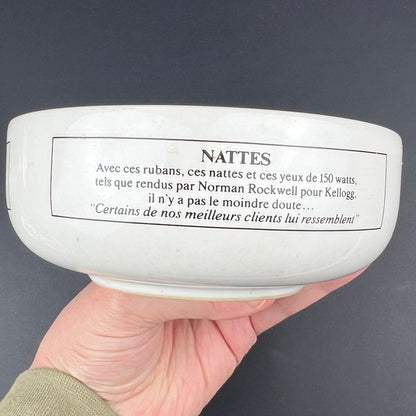 NATTES
Avec ces rubans, ces nattes et ces yeux de 150 watts,
tels que rendus par Norman Rockwell pour Kellogg,
il n'y a pas le moindre doute...
"Certains de nos meilleurs clients lui ressemblent"